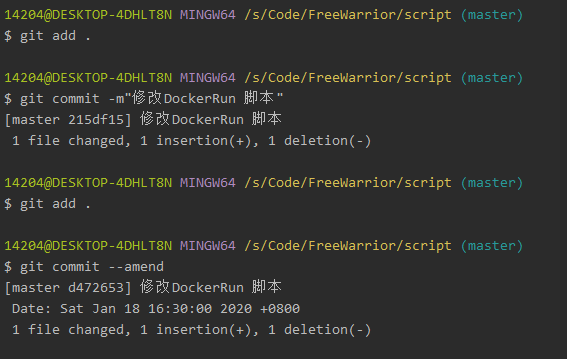 14204@DESKTOP-4DHLT8N MINGW64 /s/Code/FreeWarrior/script (master)
$ git add .
14204@DESKTOP-4DHLT8N MINGW64 /s/Code/FreeWarrior/script (master)
$ git commit -m"修改DockerRun 脚本"
[master 215df15] 修改DockerRun 脚本
 1 file changed, 1 insertion(+), 1 deletion(-)
14204@DESKTOP-4DHLT8N MINGW64 /s/Code/FreeWarrior/script (master)
$ git add .
14204@DESKTOP-4DHLT8N MINGW64 /s/Code/FreeWarrior/script (master)
$ git commit --amend
[master d472653] 修改DockerRun 脚本
 Date: Sat Jan 18 16:30:00 2020 +0800
 1 file changed, 1 insertion(+), 1 deletion(-)